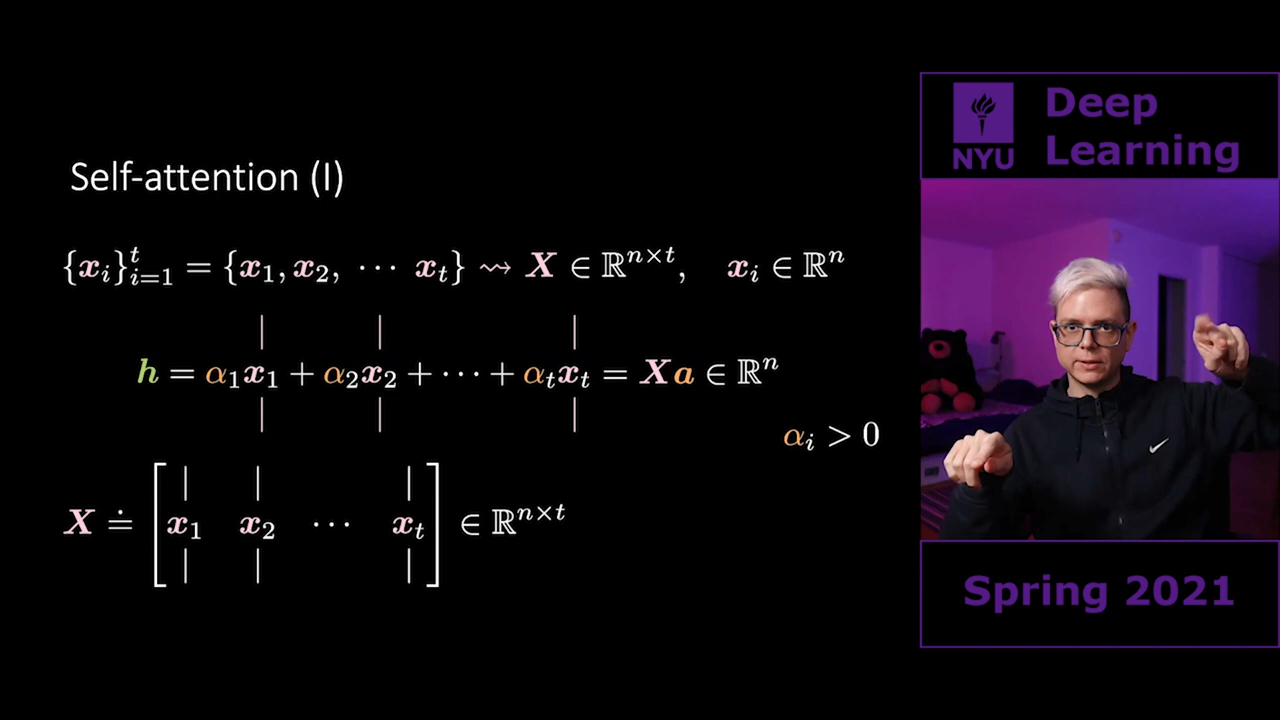 Self-attention (I)
{x_i}_{i=1}^t = {x_1, x_2, ⋯ x_t} ⇝ X ∈ ℝ^{n×t}, x_i ∈ ℝ^n
h = α_1x_1 + α_2x_2 + ⋯ + α_tx_t = Xa ∈ ℝ^n
α_i > 0
X ≐ [x_1 x_2 ⋯ x_t] ∈ ℝ^{n×t}
NYU
Deep
Learning
Spring 2021